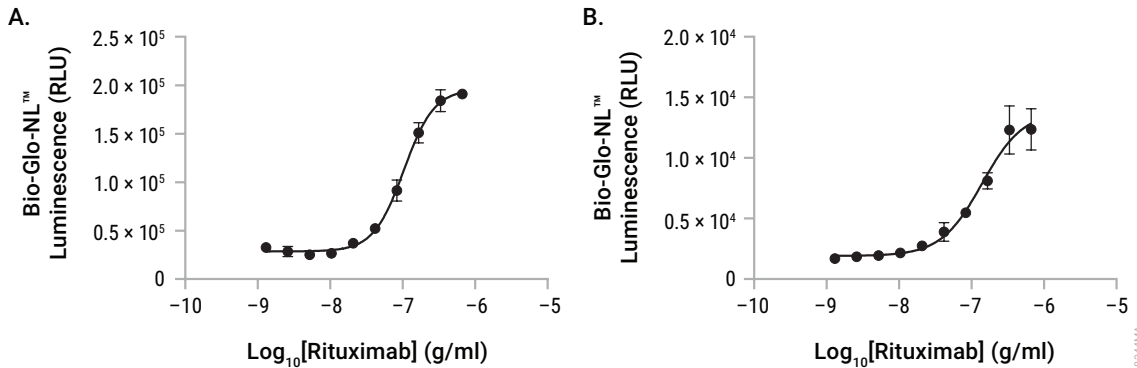 A.
Bio-Glo-NL™
Luminescence (RLU)
2.5 × 10⁵
2.0 × 10⁵
1.5 × 10⁵
1.0 × 10⁵
0.5 × 10⁵
0
−10
−9
−8
−7
−6
−5
Log₁₀[Rituximab] (g/ml)
B.
Bio-Glo-NL™
Luminescence (RLU)
2.0 × 10⁴
1.5 × 10⁴
1.0 × 10⁴
0.5 × 10⁴
0
−10
−9
−8
−7
−6
−5
Log₁₀[Rituximab] (g/ml)